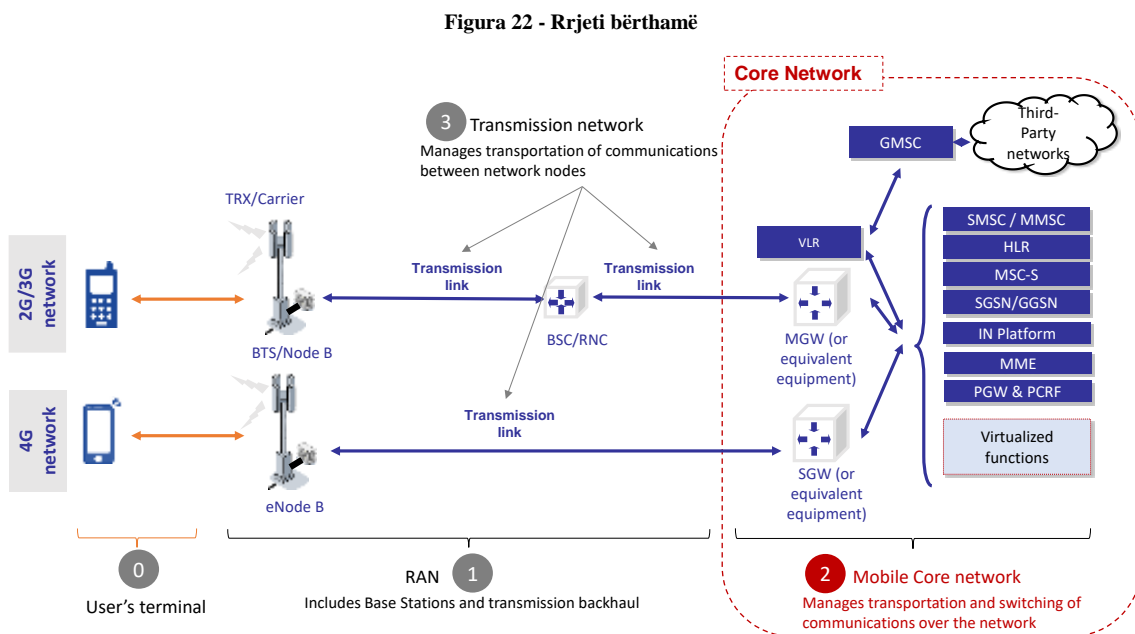 Figura 22 - Rrjeti bërthamë
Core Network
3
Transmission network
Manages transportation of communications
between network nodes
GMSC
Third-
Party
networks
TRX/Carrier
2G/3G
network
Transmission
link
Transmission
link
VLR
BTS/Node B
BSC/RNC
MGW (or
equivalent
equipment)
SMSC / MMSC
HLR
MSC-S
SGSN/GGSN
IN Platform
MME
PGW & PCRF
Virtualized
functions
4G
network
Transmission
link
eNode B
SGW (or
equivalent
equipment)
0
User's terminal
RAN
1
Includes Base Stations and transmission backhaul
2
Mobile Core network
Manages transportation and switching of
communications over the network